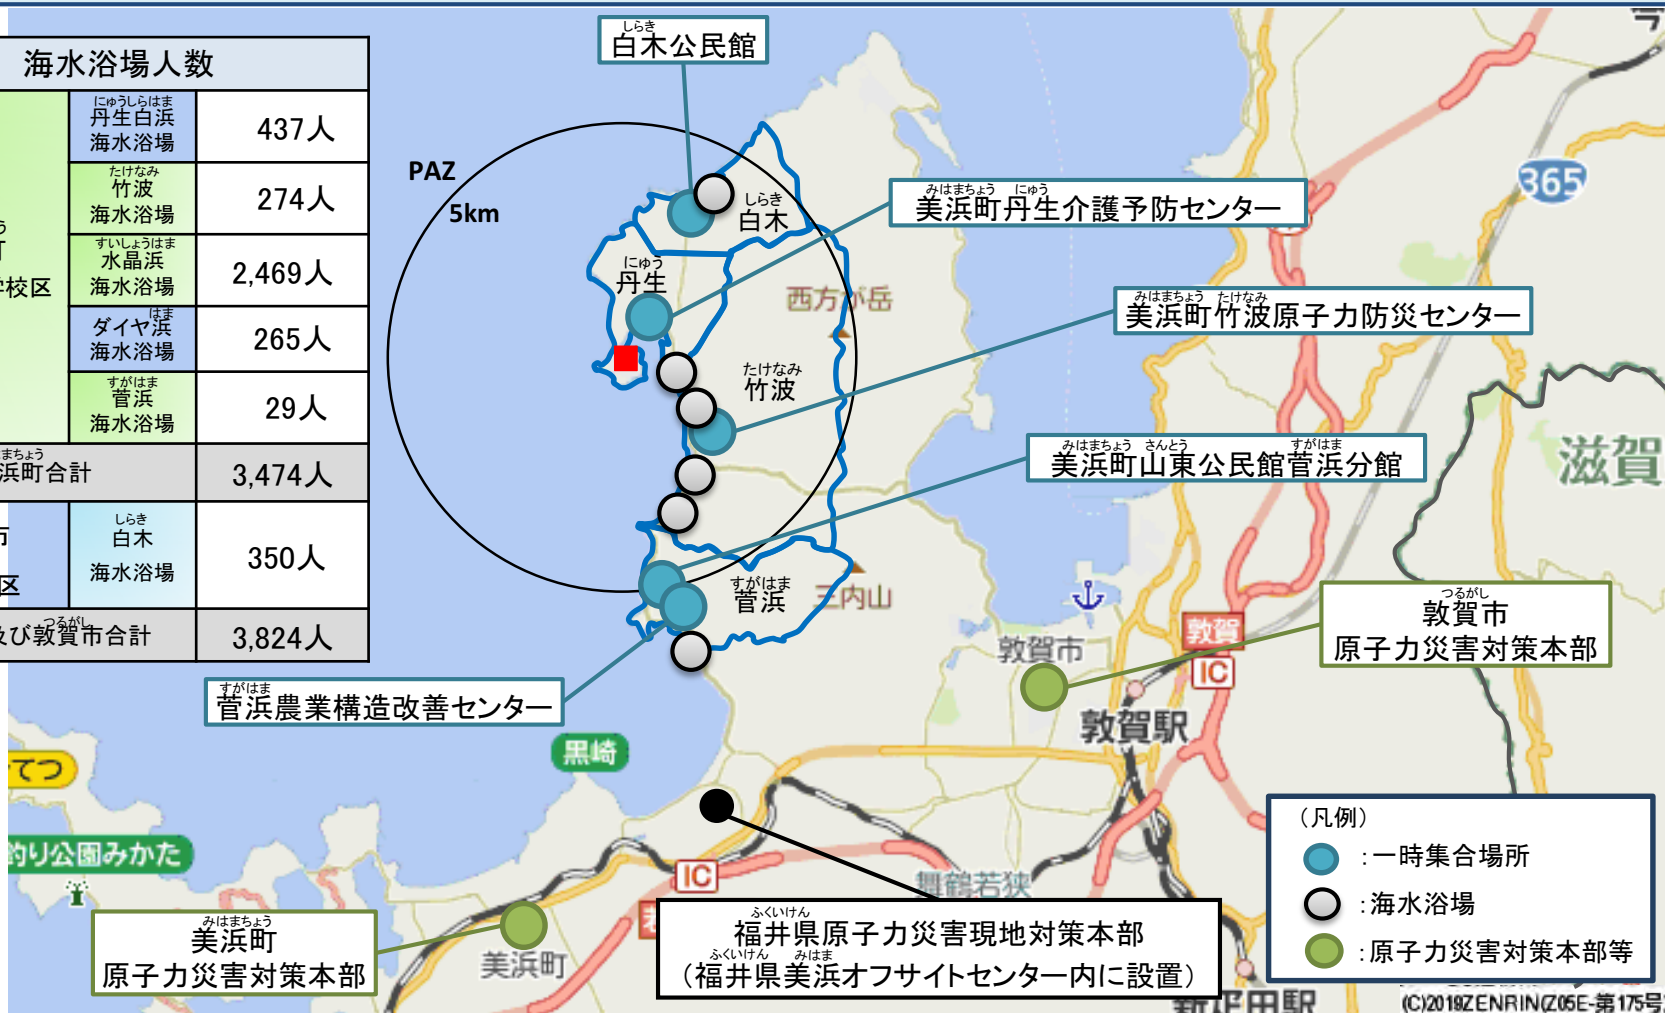 海水浴場人数
にゅうしらはま
丹生白浜
海水浴場
437人
たけなみ
竹波
海水浴場
274人
すいしょうはま
水晶浜
海水浴場
2,469人
はま
ダイヤ浜
海水浴場
265人
すがはま
菅浜
海水浴場
29人
校区
まちょう
浜町合計
3,474人
市
区
しらき
白木
海水浴場
350人
つるがし
及び敦賀市合計
3,824人
しらき
白木公民館
PAZ
5km
しらき
白木
にゅう
丹生
みはまちょう にゅう
美浜町丹生介護予防センター
西方が岳
みはまちょう たけなみ
美浜町竹波原子力防災センター
たけなみ
竹波
みはまちょう さんとう すがはま
美浜町山東公民館菅浜分館
すがはま
菅浜
三内山
365
滋賀
つるがし
敦賀市
原子力災害対策本部
敦賀
IC
敦賀市
敦賀駅
すがはま
菅浜農業構造改善センター
黒崎
てつ
釣り公園みかた
IC
舞鶴若狭
みはまちょう
美浜町
原子力災害対策本部
美浜町
ふくいけん
福井県原子力災害現地対策本部
ふくいけん みはま
（福井県美浜オフサイトセンター内に設置）
新疋田駅
（凡例）
：一時集合場所
：海水浴場
：原子力災害対策本部等
(C)2019ZENRIN(Z05E-第175号